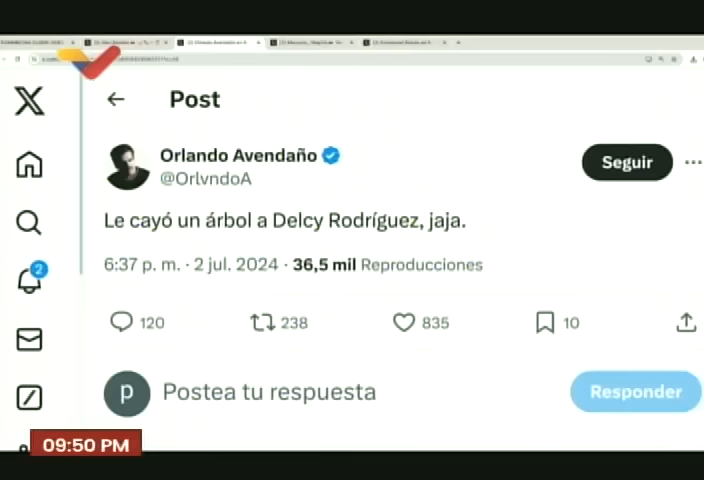 Post
Orlando Avendaño
@OrlvndoA
Seguir
Le cayó un árbol a Delcy Rodríguez, jaja.
6:37 p. m. · 2 jul. 2024 · 36,5 mil Reproducciones
120 238 835 10
2
p Postea tu respuesta
Responder
09:50 PM